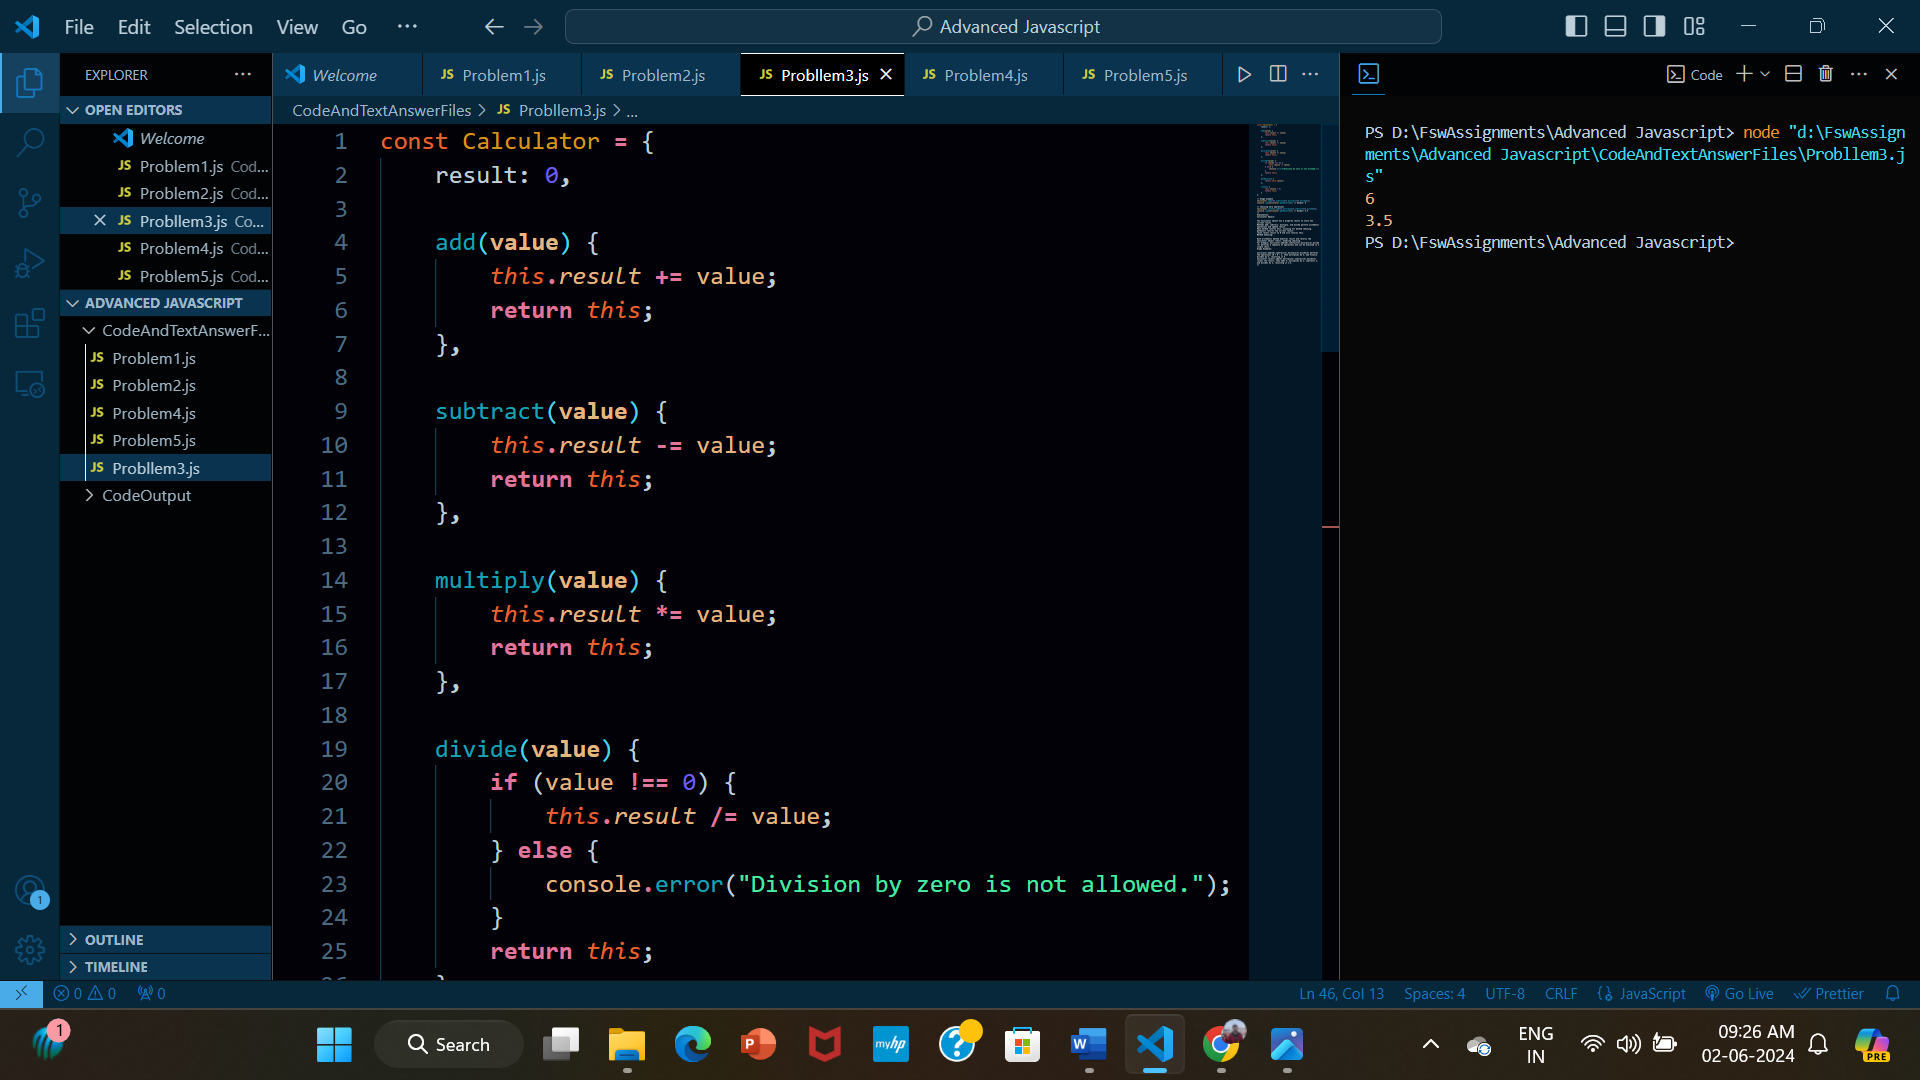 File Edit Selection View Go ···
Advanced Javascript
EXPLORER
OPEN EDITORS
Welcome
JS Problem1.js Cod...
JS Problem2.js Cod...
JS Probllem3.js Co...
JS Problem4.js Cod...
JS Problem5.js Cod...
ADVANCED JAVASCRIPT
CodeAndTextAnswerF...
JS Problem1.js
JS Problem2.js
JS Problem4.js
JS Problem5.js
JS Probllem3.js
CodeOutput
OUTLINE
TIMELINE
Welcome JS Problem1.js JS Problem2.js JS Probllem3.js JS Problem4.js JS Problem5.js
CodeAndTextAnswerFiles > JS Probllem3.js > ...
1 const Calculator = {
2 result: 0,
3
4 add(value) {
5 this.result += value;
6 return this;
7 },
8
9 subtract(value) {
10 this.result -= value;
11 return this;
12 },
13
14 multiply(value) {
15 this.result *= value;
16 return this;
17 },
18
19 divide(value) {
20 if (value !== 0) {
21 this.result /= value;
22 } else {
23 console.error("Division by zero is not allowed.");
24 }
25 return this;
Code
PS D:\FswAssignments\Advanced Javascript> node "d:\FswAssign
ments\Advanced Javascript\CodeAndTextAnswerFiles\Probllem3.j
s"
6
3.5
PS D:\FswAssignments\Advanced Javascript>
1
0 0 0
Ln 46, Col 13 Spaces: 4 UTF-8 CRLF {} JavaScript Go Live Prettier
1
Search
P
myhp
?
W
ENG
IN
09:26 AM
02-06-2024
PRE